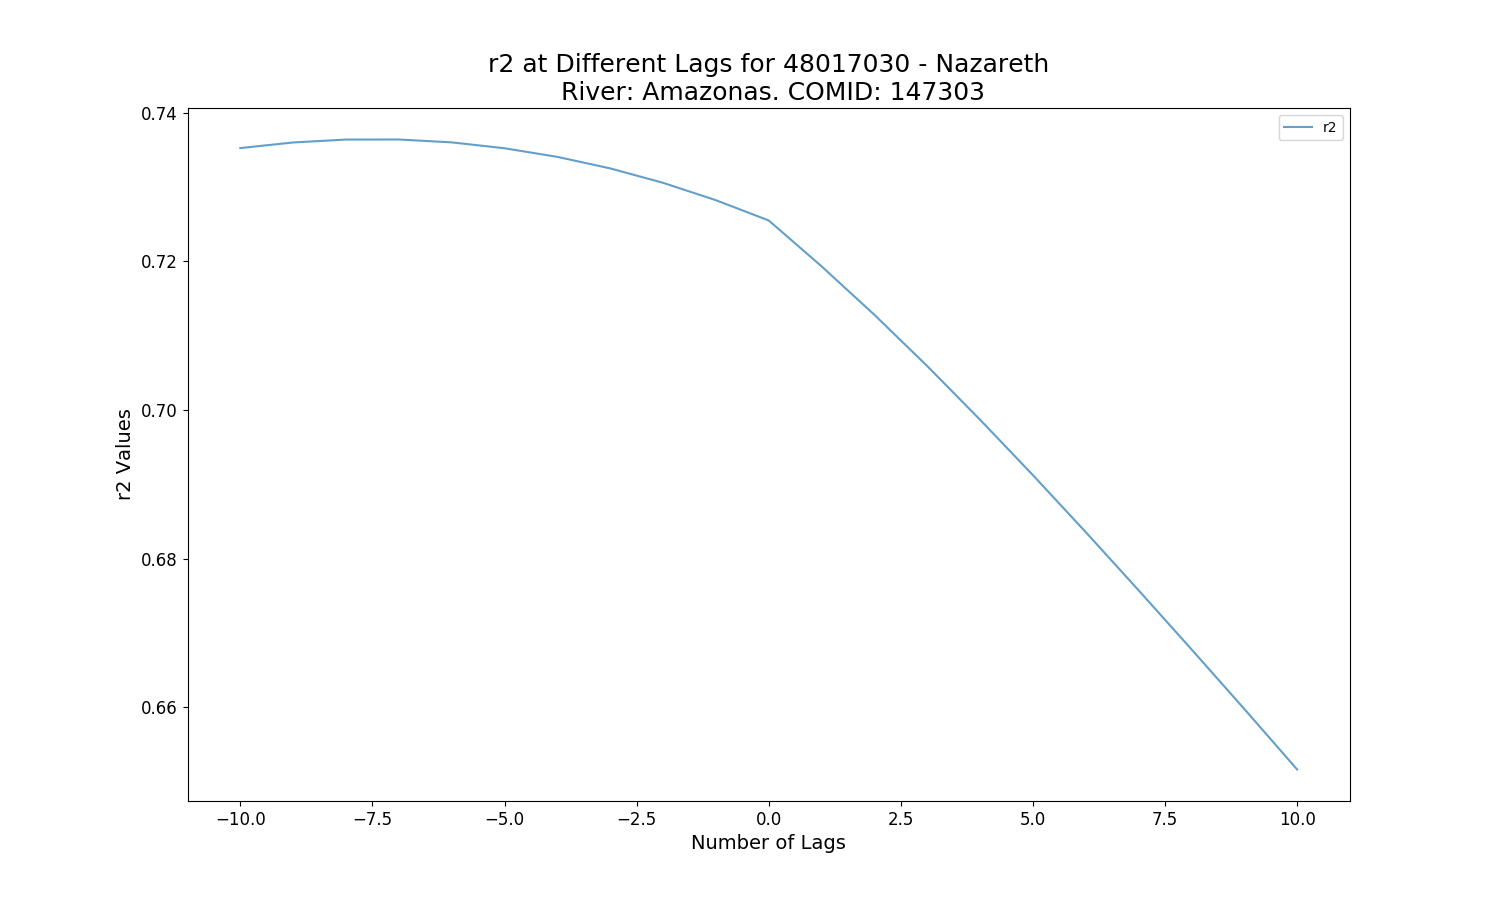 r2 at Different Lags for 48017030 - Nazareth
River: Amazonas. COMID: 147303
r2
0.74
0.72
0.70
0.68
0.66
r2 Values
−10.0 −7.5 −5.0 −2.5 0.0 2.5 5.0 7.5 10.0
Number of Lags